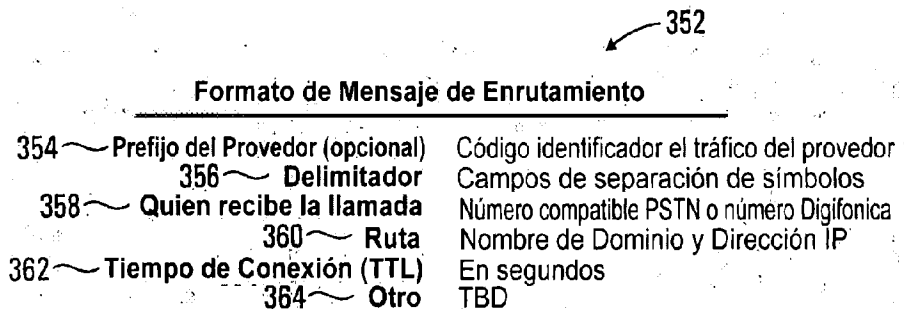 352
Formato de Mensaje de Enrutamiento
354 Prefijo del Provedor (opcional) Código identificador el tráfico del provedor
356 Delimitador Campos de separación de símbolos
358 Quien recibe la llamada Número compatible PSTN o número Digifonica
360 Ruta Nombre de Dominio y Dirección IP
362 Tiempo de Conexión (TTL) En segundos
364 Otro TBD